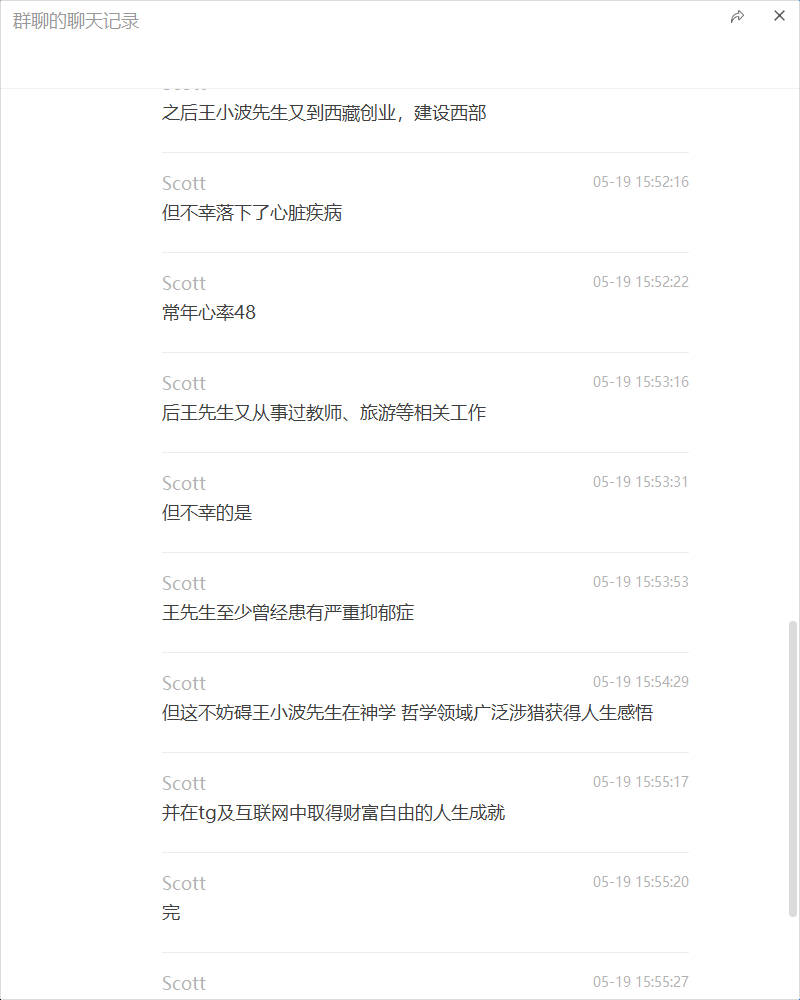 群聊的聊天记录
之后王小波先生又到西藏创业，建设西部
Scott 05-19 15:52:16
但不幸落下了心脏疾病
Scott 05-19 15:52:22
常年心率48
Scott 05-19 15:53:16
后王先生又从事过教师、旅游等相关工作
Scott 05-19 15:53:31
但不幸的是
Scott 05-19 15:53:53
王先生至少曾经患有严重抑郁症
Scott 05-19 15:54:29
但这不妨碍王小波先生在神学 哲学领域广泛涉猎获得人生感悟
Scott 05-19 15:55:17
并在tg及互联网中取得财富自由的人生成就
Scott 05-19 15:55:20
完
Scott 05-19 15:55:27